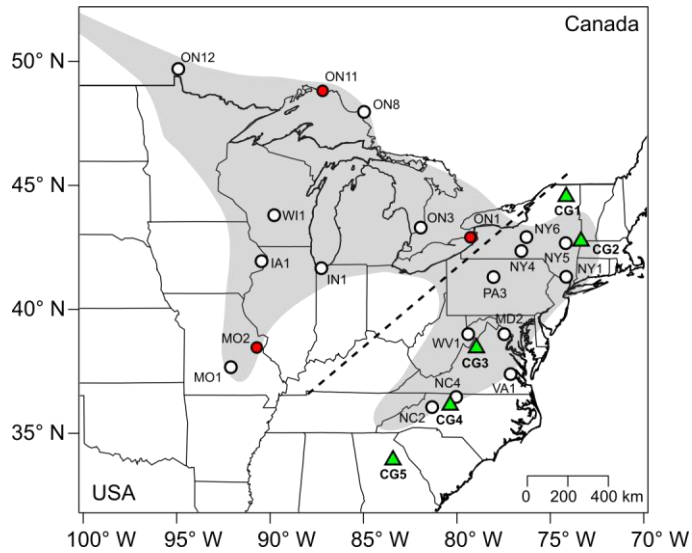 Canada
50° N
ON12
ON11
ON8
45° N
CG1
WI1
ON3
ON1
NY6
CG2
NY4
NY5
NY1
IA1
IN1
PA3
40° N
MO2
MD2
WV1
CG3
MO1
VA1
NC4
NC2
CG4
35° N
CG5
USA
0 200 400 km
100° W 95° W 90° W 85° W 80° W 75° W 70° W